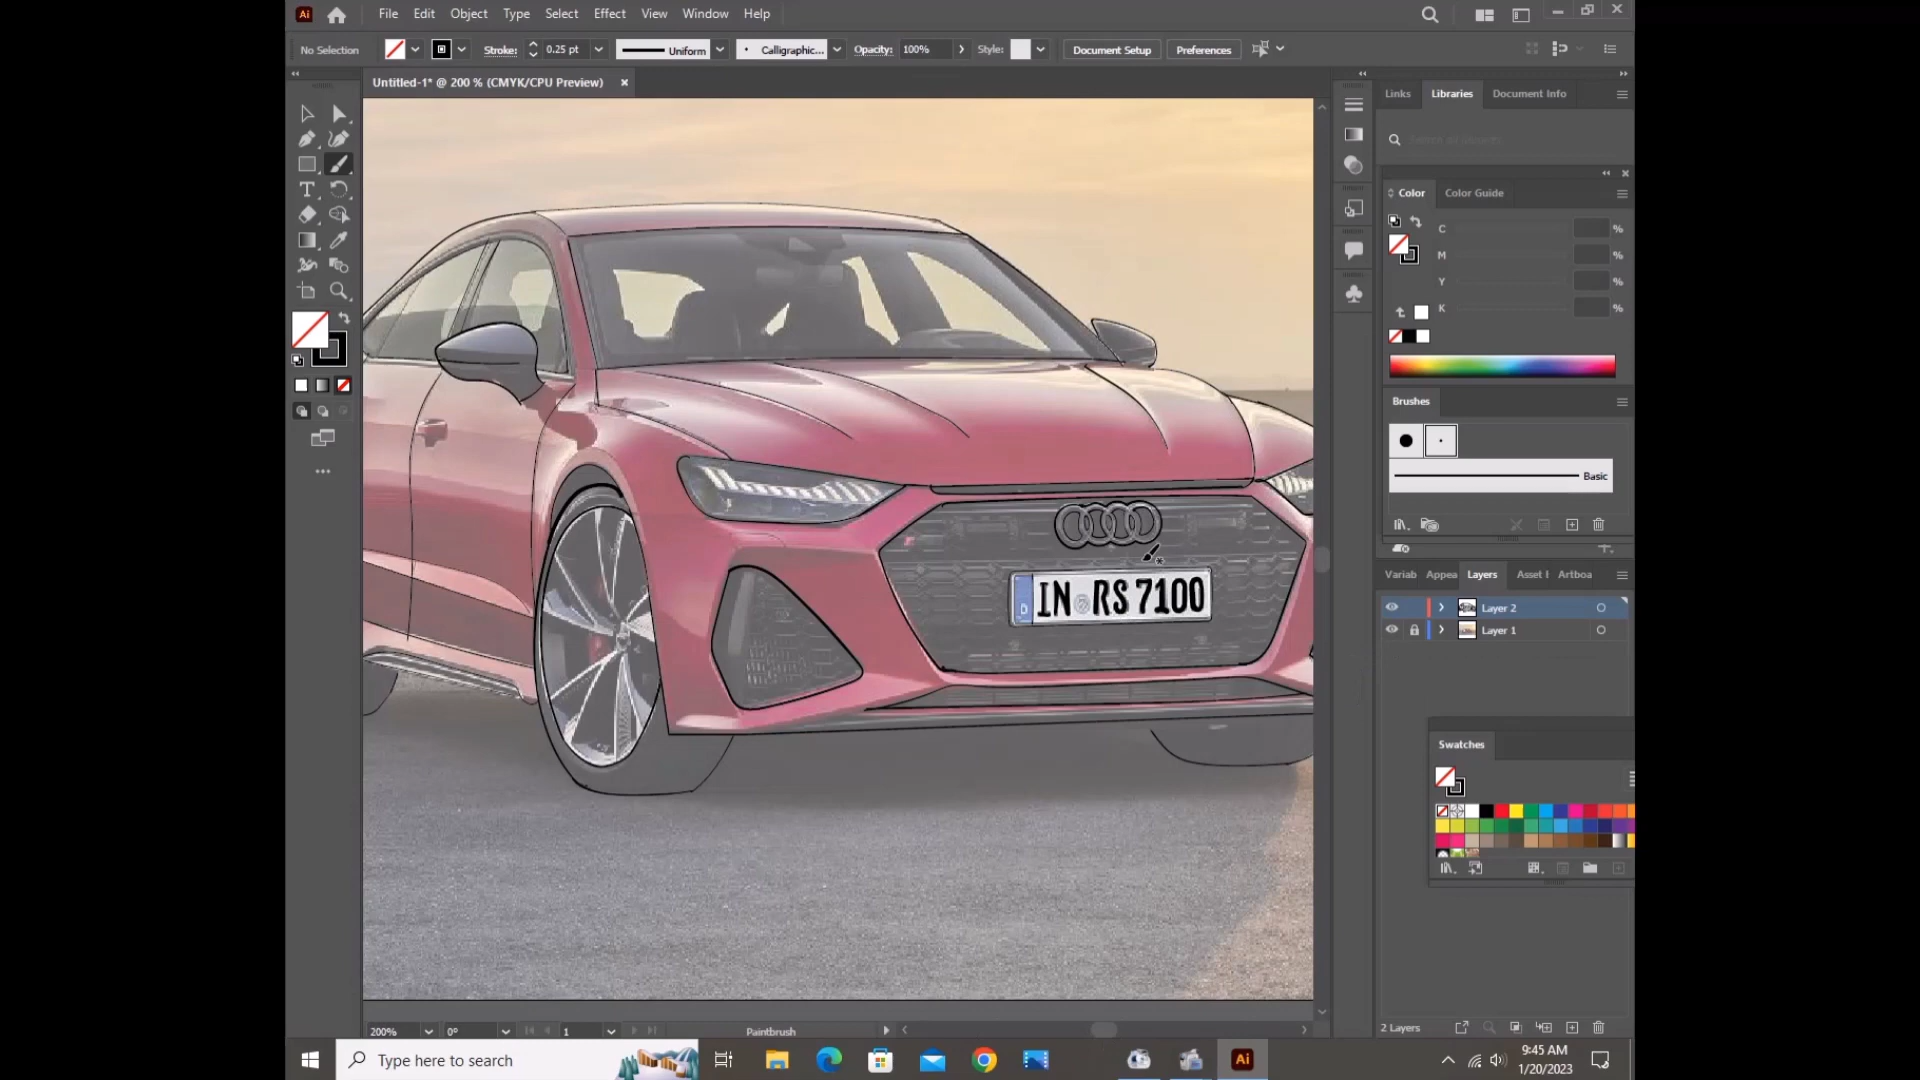 File Edit Object Type Select Effect View Window Help
No Selection Stroke: 0.25 pt Uniform Calligraphic... Opacity: 100% Style: Document Setup Preferences
Untitled-1* @ 200 % (CMYK/CPU Preview)
Links Libraries Document Info
Color Color Guide
C %
M %
Y %
K %
Brushes
Basic
Variab Appea Layers Asset Artboa
Layer 2
Layer 1
IN RS 7100
D
Swatches
2 Layers
200% 0° 1 Paintbrush
Type here to search
Ai
9:45 AM
1/20/2023